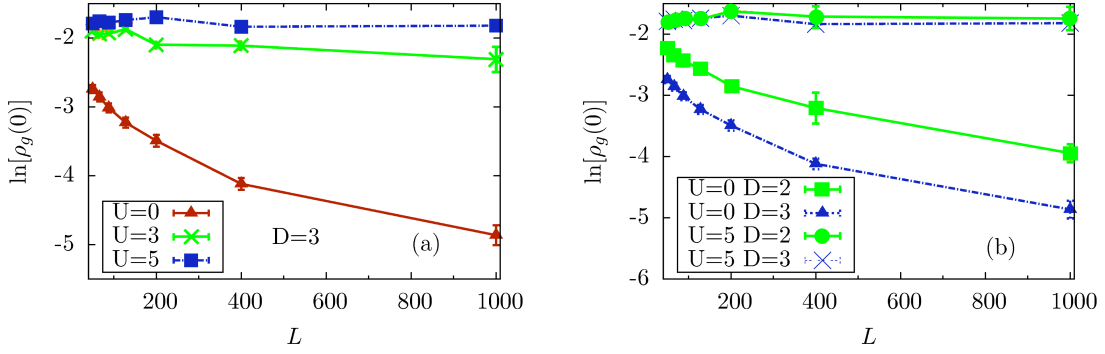 -2
-3
-4
-5
ln[ρg(0)]
U=0
U=3
U=5
D=3
(a)
200 400 600 800 1000
L
-2
-3
-4
-5
-6
ln[ρg(0)]
U=0 D=2
U=0 D=3
U=5 D=2
U=5 D=3
(b)
200 400 600 800 1000
L